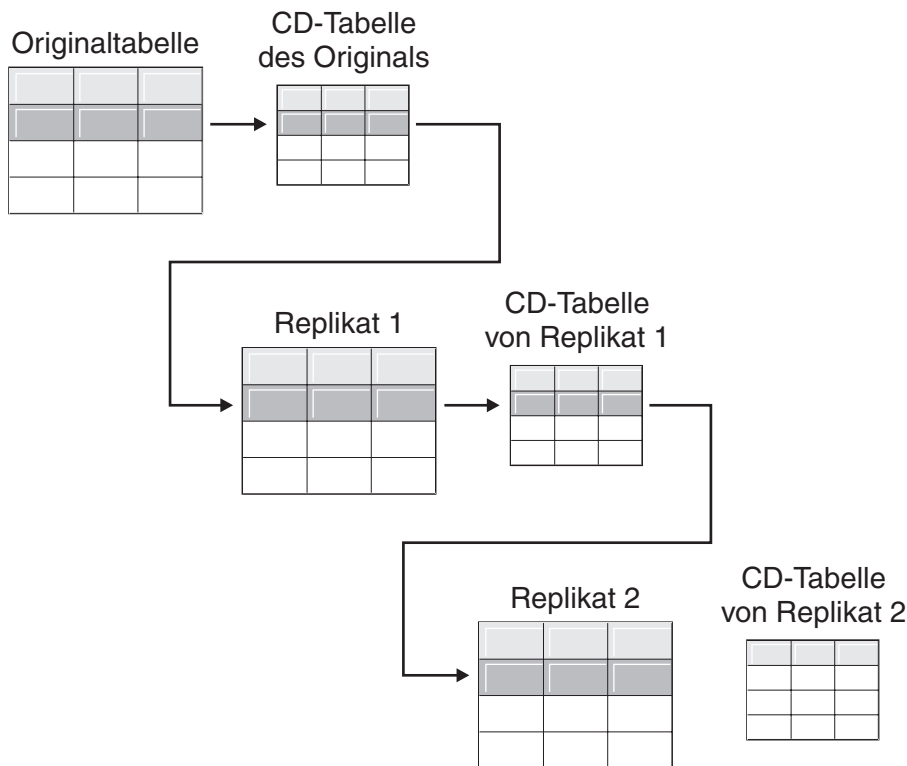 Originaltabelle
CD-Tabelle
des Originals
Replikat 1
CD-Tabelle
von Replikat 1
Replikat 2
CD-Tabelle
von Replikat 2